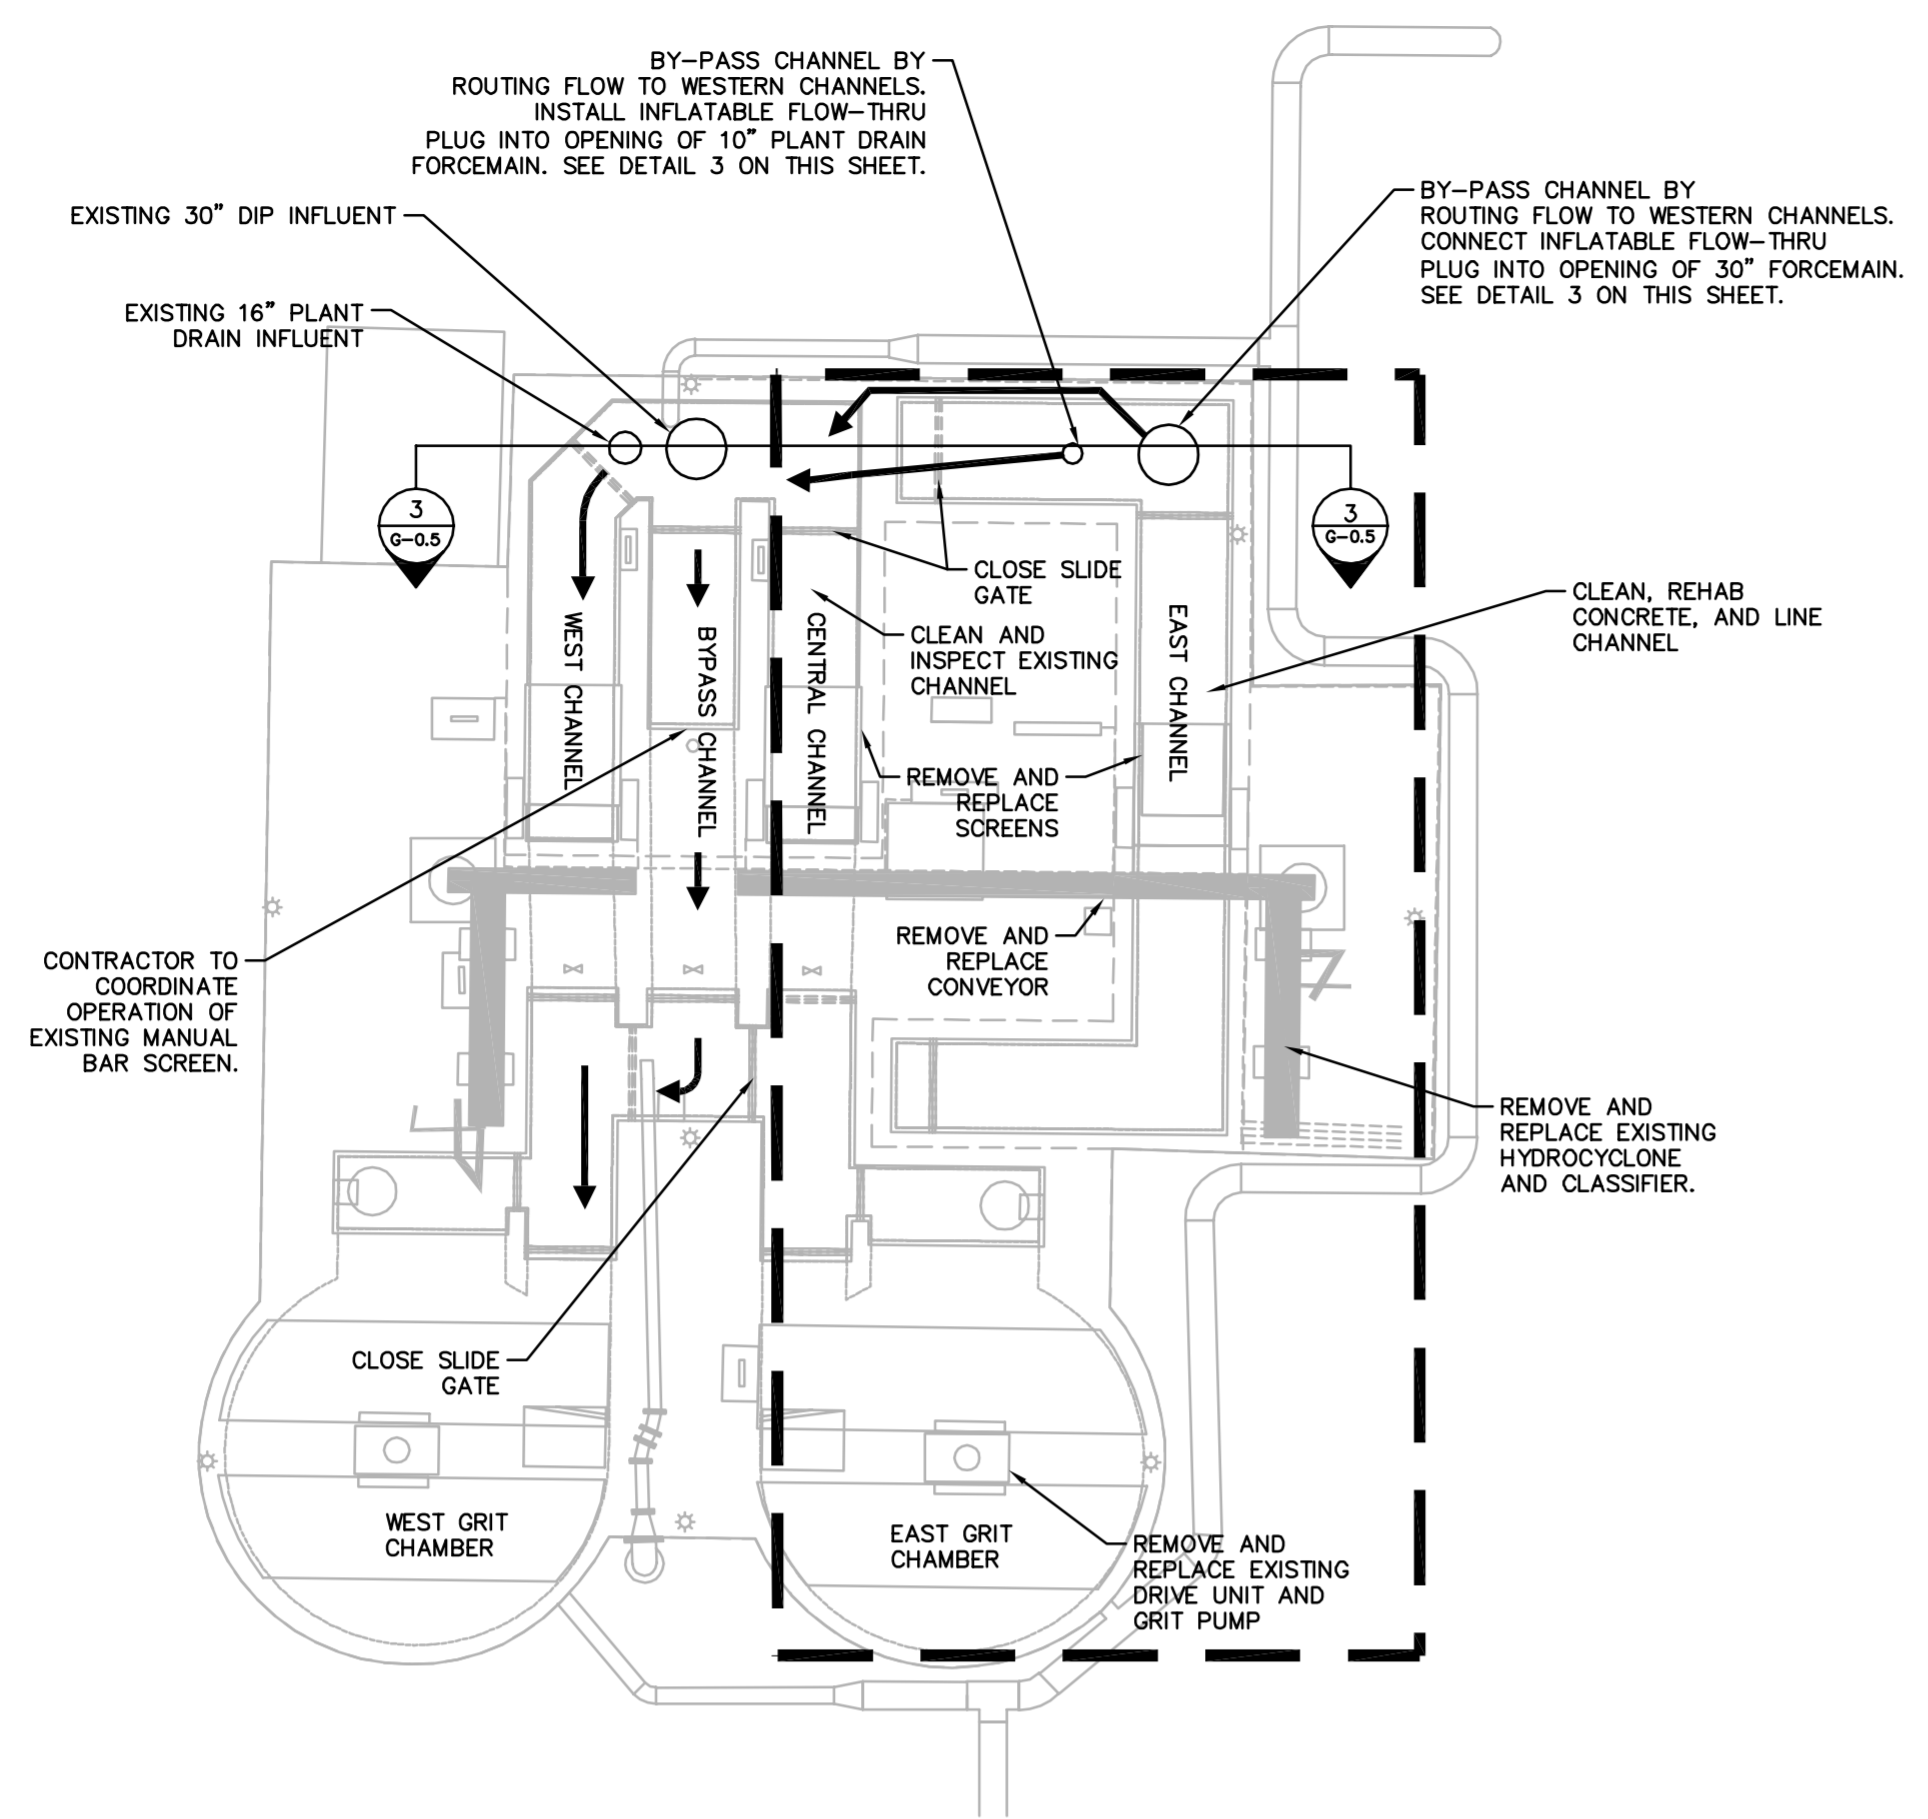 BY-PASS CHANNEL BY
ROUTING FLOW TO WESTERN CHANNELS.
INSTALL INFLATABLE FLOW-THRU
PLUG INTO OPENING OF 10" PLANT DRAIN
FORCEMAIN. SEE DETAIL 3 ON THIS SHEET.
BY-PASS CHANNEL BY
ROUTING FLOW TO WESTERN CHANNELS.
CONNECT INFLATABLE FLOW-THRU
PLUG INTO OPENING OF 30" FORCEMAIN.
SEE DETAIL 3 ON THIS SHEET.
EXISTING 30" DIP INFLUENT
EXISTING 16" PLANT
DRAIN INFLUENT
3
G-0.5
3
G-0.5
CLOSE SLIDE
GATE
CLEAN, REHAB
CONCRETE, AND LINE
CHANNEL
WEST CHANNEL
BYPASS CHANNEL
CENTRAL CHANNEL
EAST CHANNEL
CLEAN AND
INSPECT EXISTING
CHANNEL
REMOVE AND
REPLACE
SCREENS
REMOVE AND
REPLACE
CONVEYOR
CONTRACTOR TO
COORDINATE
OPERATION OF
EXISTING MANUAL
BAR SCREEN.
REMOVE AND
REPLACE EXISTING
HYDROCYCLONE
AND CLASSIFIER.
CLOSE SLIDE
GATE
WEST GRIT
CHAMBER
EAST GRIT
CHAMBER
REMOVE AND
REPLACE EXISTING
DRIVE UNIT AND
GRIT PUMP